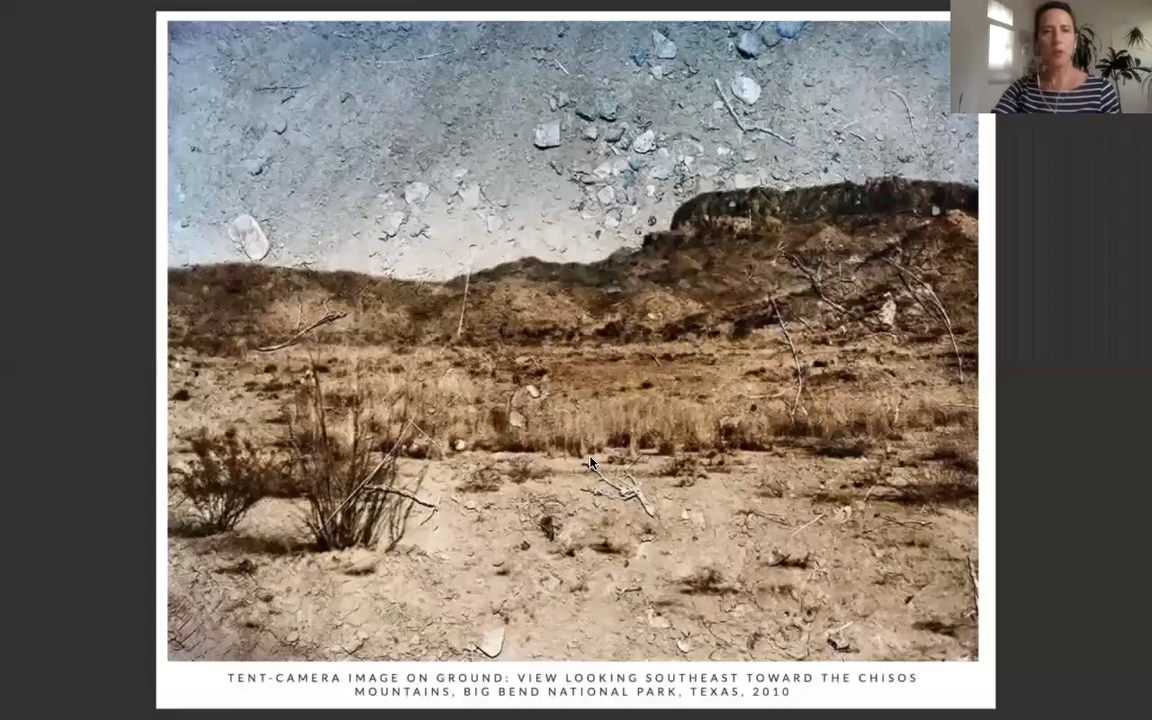 TENT-CAMERA IMAGE ON GROUND: VIEW LOOKING SOUTHEAST TOWARD THE CHISOS
MOUNTAINS, BIG BEND NATIONAL PARK, TEXAS, 2010